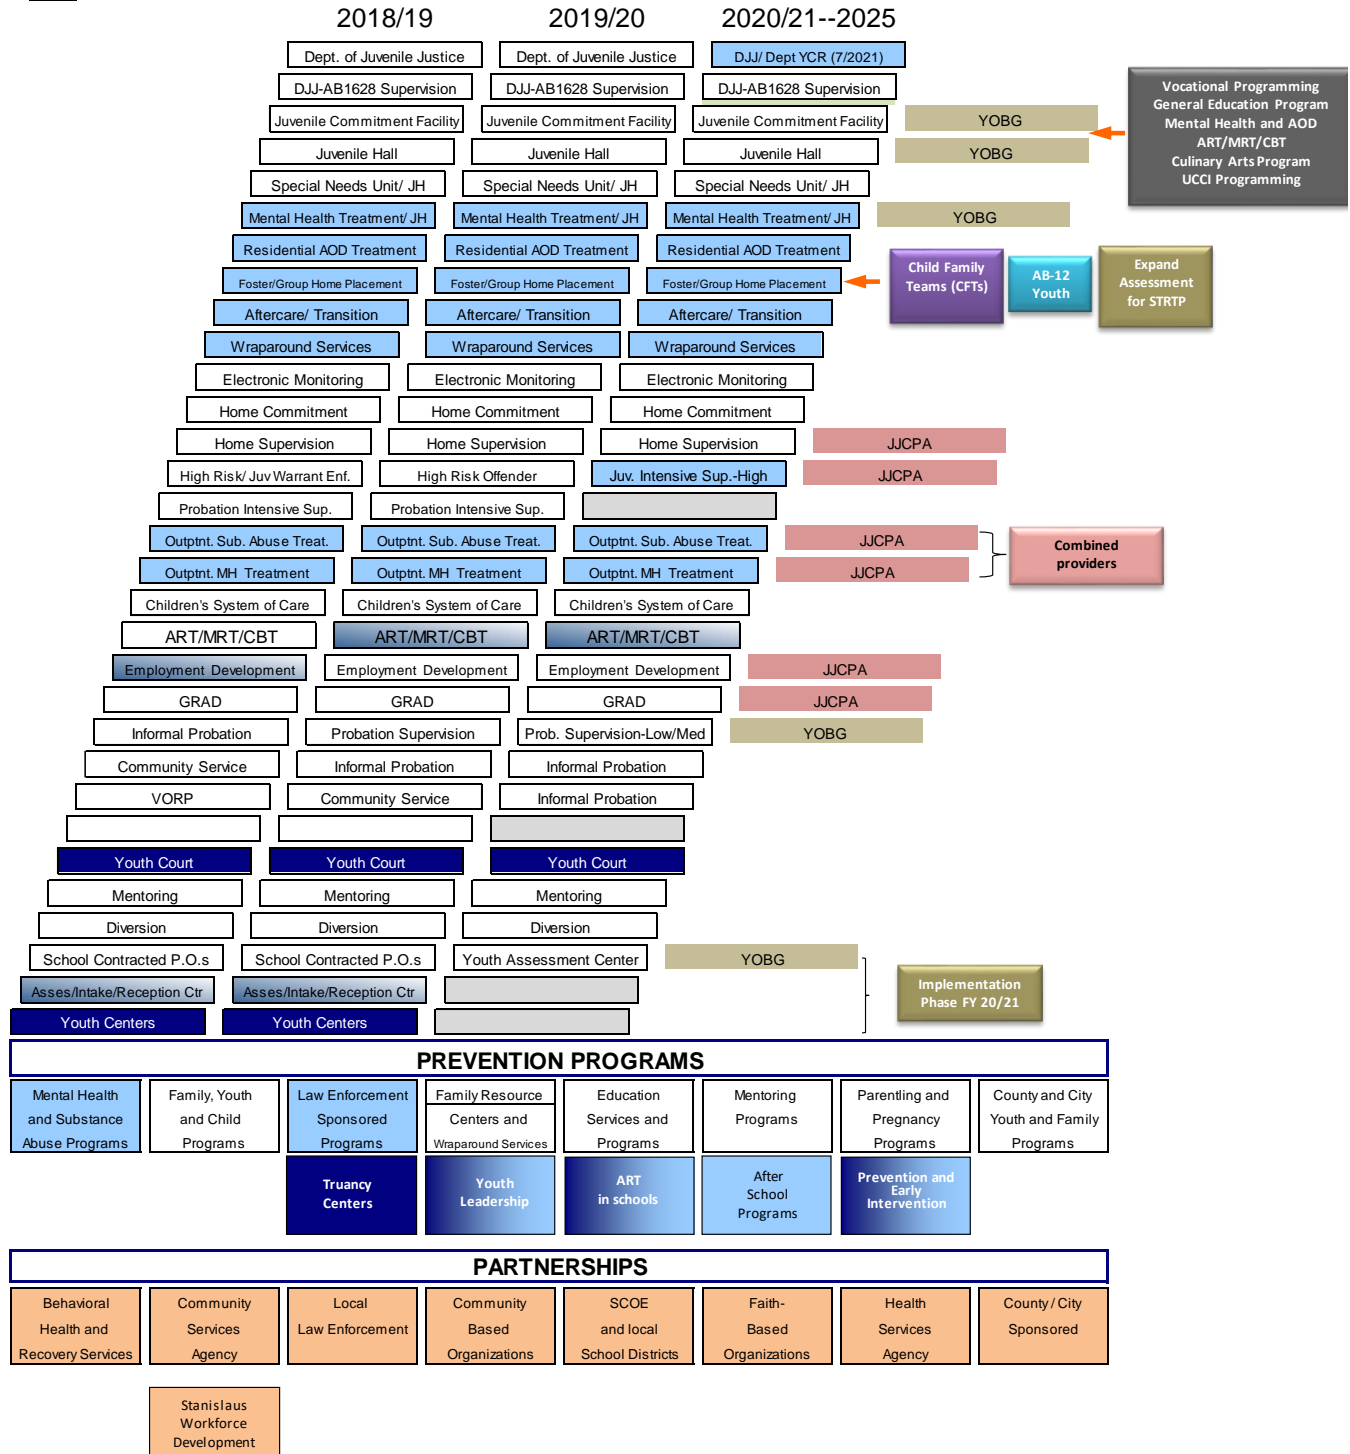 2018/19 2019/20 2020/21--2025
Dept. of Juvenile Justice Dept. of Juvenile Justice DJJ/ Dept YCR (7/2021)
DJJ-AB1628 Supervision DJJ-AB1628 Supervision DJJ-AB1628 Supervision
Juvenile Commitment Facility Juvenile Commitment Facility Juvenile Commitment Facility YOBG
Juvenile Hall Juvenile Hall Juvenile Hall YOBG
Vocational Programming
General Education Program
Mental Health and AOD
ART/MRT/CBT
Culinary Arts Program
UCCI Programming
Special Needs Unit/ JH Special Needs Unit/ JH Special Needs Unit/ JH
Mental Health Treatment/ JH Mental Health Treatment/ JH Mental Health Treatment/ JH YOBG
Residential AOD Treatment Residential AOD Treatment Residential AOD Treatment
Foster/Group Home Placement Foster/Group Home Placement Foster/Group Home Placement
Child Family
Teams (CFTs)
AB-12
Youth
Expand
Assessment
for STRTP
Aftercare/ Transition Aftercare/ Transition Aftercare/ Transition
Wraparound Services Wraparound Services Wraparound Services
Electronic Monitoring Electronic Monitoring Electronic Monitoring
Home Commitment Home Commitment Home Commitment
Home Supervision Home Supervision Home Supervision JJCPA
High Risk/ Juv Warrant Enf. High Risk Offender Juv. Intensive Sup.-High JJCPA
Probation Intensive Sup. Probation Intensive Sup.
Outptnt. Sub. Abuse Treat. Outptnt. Sub. Abuse Treat. Outptnt. Sub. Abuse Treat. JJCPA
Outptnt. MH Treatment Outptnt. MH Treatment Outptnt. MH Treatment JJCPA
Combined
providers
Children's System of Care Children's System of Care Children's System of Care
ART/MRT/CBT ART/MRT/CBT ART/MRT/CBT
Employment Development Employment Development Employment Development JJCPA
GRAD GRAD GRAD JJCPA
Informal Probation Probation Supervision Prob. Supervision-Low/Med YOBG
Community Service Informal Probation Informal Probation
VORP Community Service Informal Probation
Youth Court Youth Court Youth Court
Mentoring Mentoring Mentoring
Diversion Diversion Diversion
School Contracted P.O.s School Contracted P.O.s Youth Assessment Center YOBG
Asses/Intake/Reception Ctr Asses/Intake/Reception Ctr
Youth Centers Youth Centers
Implementation
Phase FY 20/21
PREVENTION PROGRAMS
Mental Health
and Substance
Abuse Programs
Family, Youth
and Child
Programs
Law Enforcement
Sponsored
Programs
Family Resource
Centers and
Wraparound Services
Education
Services and
Programs
Mentoring
Programs
Parentling and
Pregnancy
Programs
County and City
Youth and Family
Programs
Truancy
Centers
Youth
Leadership
ART
in schools
After
School
Programs
Prevention and
Early
Intervention
PARTNERSHIPS
Behavioral
Health and
Recovery Services
Community
Services
Agency
Local
Law Enforcement
Community
Based
Organizations
SCOE
and local
School Districts
Faith-
Based
Organizations
Health
Services
Agency
County / City
Sponsored
Stanislaus
Workforce
Development